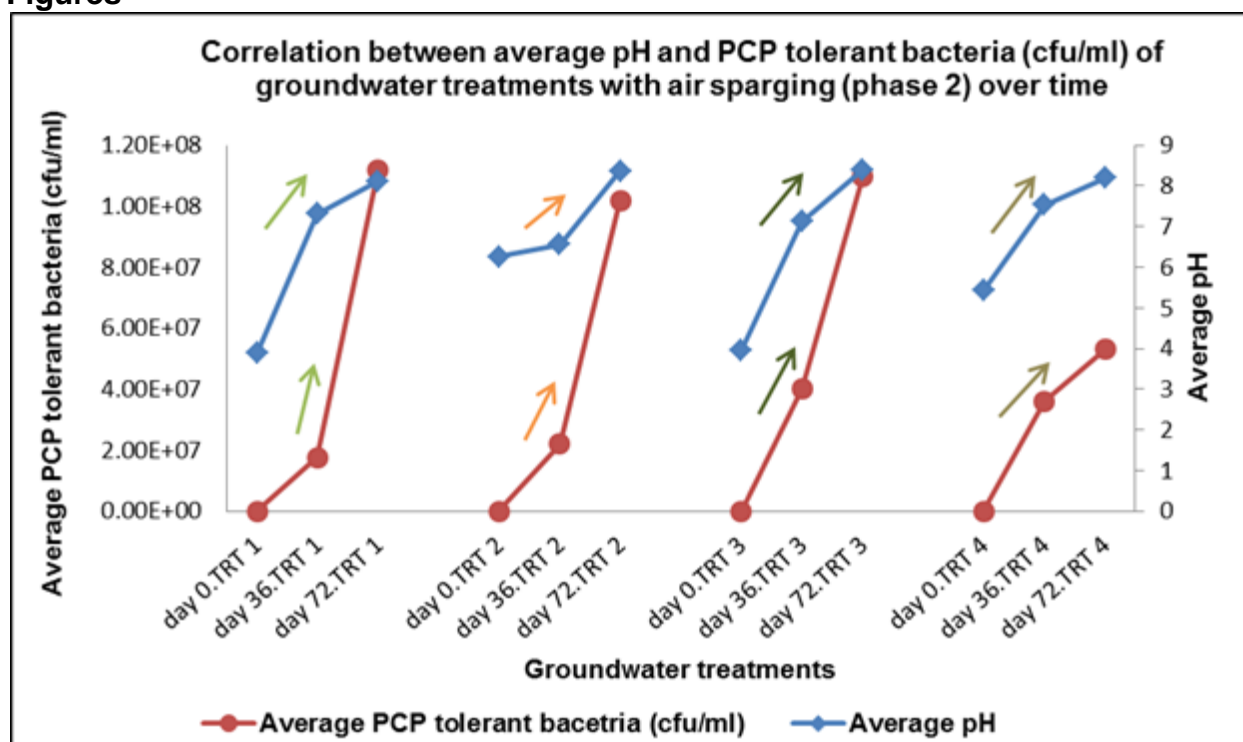 Figures
Correlation between average pH and PCP tolerant bacteria (cfu/ml) of
groundwater treatments with air sparging (phase 2) over time
Average PCP tolerant bacteria (cfu/ml)
1.20E+08
1.00E+08
8.00E+07
6.00E+07
4.00E+07
2.00E+07
0.00E+00
9
8
7
6
5
4
3
2
1
0
Average pH
day 0.TRT 1
day 36.TRT 1
day 72.TRT 1
day 0.TRT 2
day 36.TRT 2
day 72.TRT 2
day 0.TRT 3
day 36.TRT 3
day 72.TRT 3
day 0.TRT 4
day 36.TRT 4
day 72.TRT 4
Groundwater treatments
Average PCP tolerant bacetria (cfu/ml)
Average pH